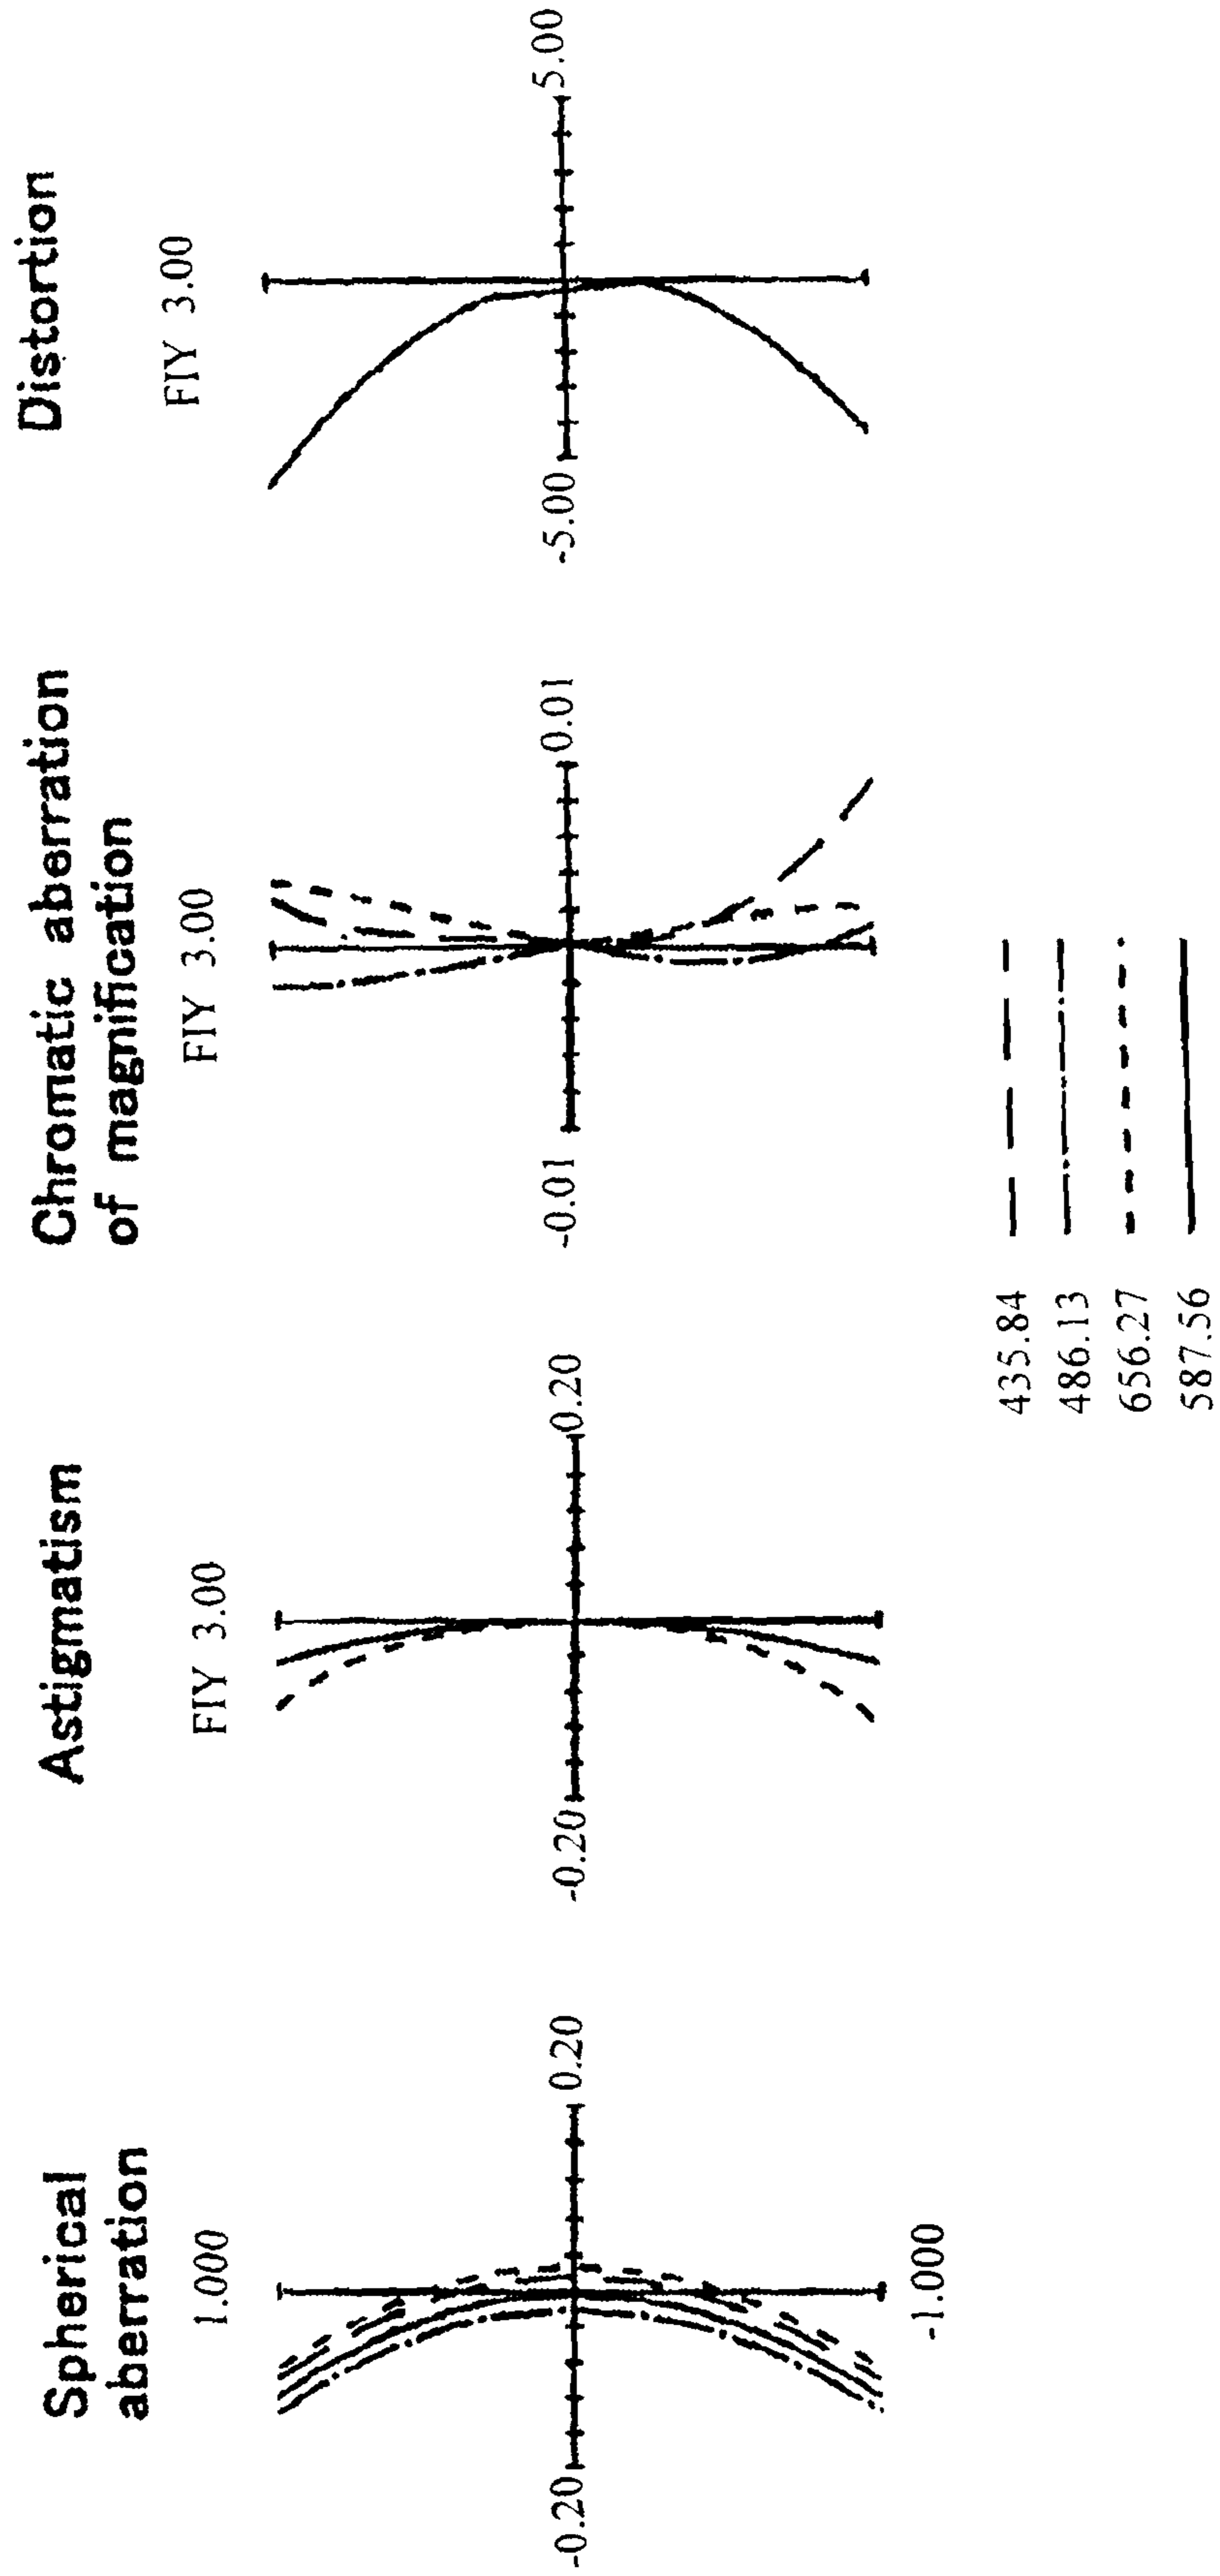 Spherical
aberration
1.000
-0.20
0.20
-1.000
Astigmatism
FIY 3.00
-0.20
0.20
Chromatic aberration
of magnification
FIY 3.00
-0.01
0.01
Distortion
FIY 3.00
-5.00
5.00
435.84
486.13
656.27
587.56